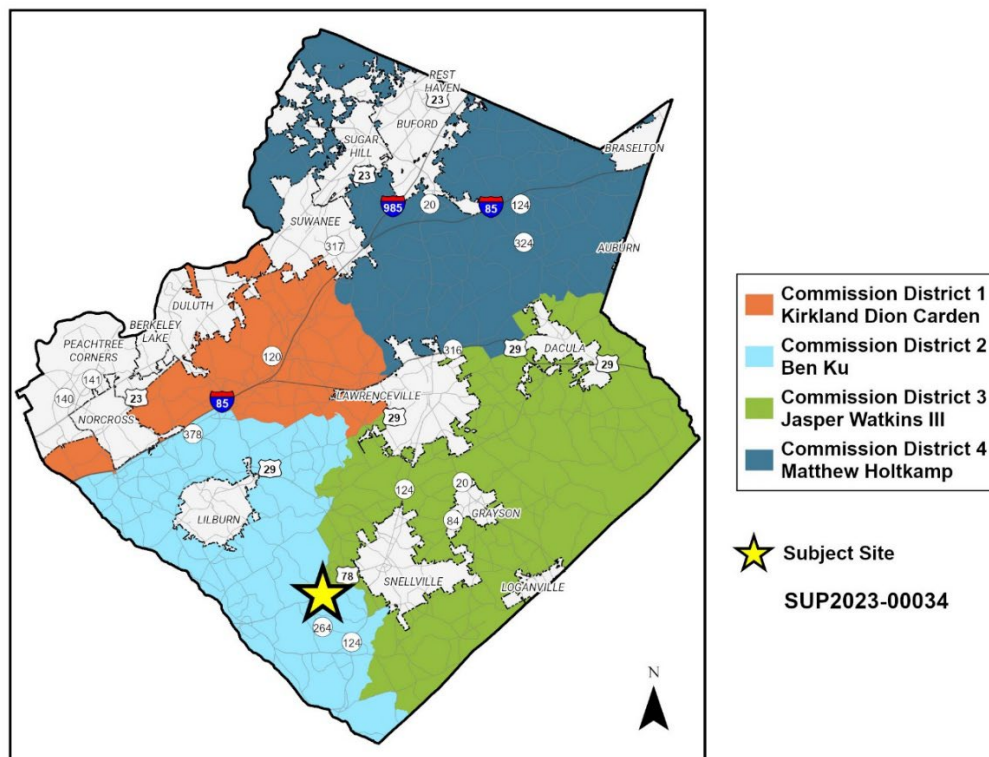 REST
HAVEN
23
BUFORD
SUGAR
HILL
23
BRASELTON
985
20
85
124
SUWANEE
317
324
AUBURN
DULUTH
BERKELEY
LAKE
PEACHTREE
CORNERS
141
140
23
NORCROSS
120
316
29
DACULA
29
LAWRENCEVILLE
29
85
378
29
LILBURN
124
20
GRAYSON
84
78
SNELLVILLE
LOGANVILLE
264
124
N
Commission District 1
Kirkland Dion Carden
Commission District 2
Ben Ku
Commission District 3
Jasper Watkins III
Commission District 4
Matthew Holtkamp
Subject Site
SUP2023-00034